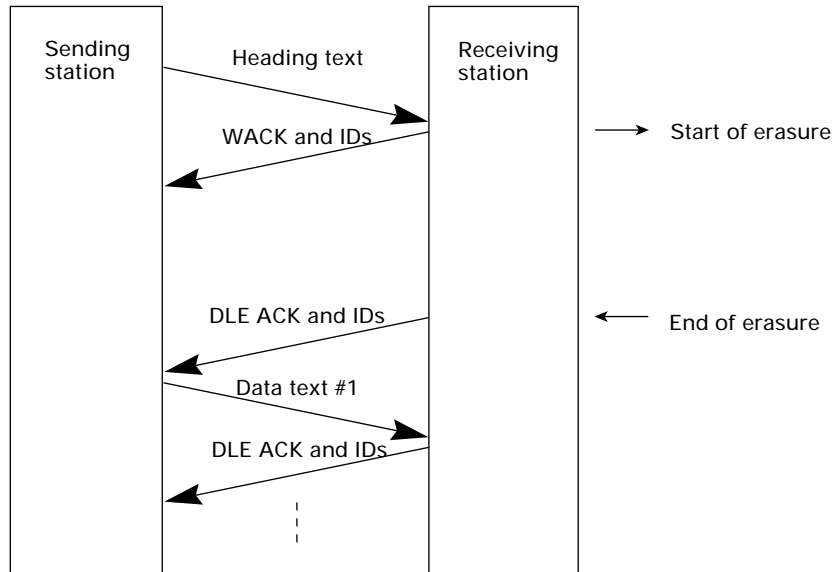 Sending
station
Heading text
Receiving
station
WACK and IDs
Start of erasure
DLE ACK and IDs
End of erasure
Data text #1
DLE ACK and IDs